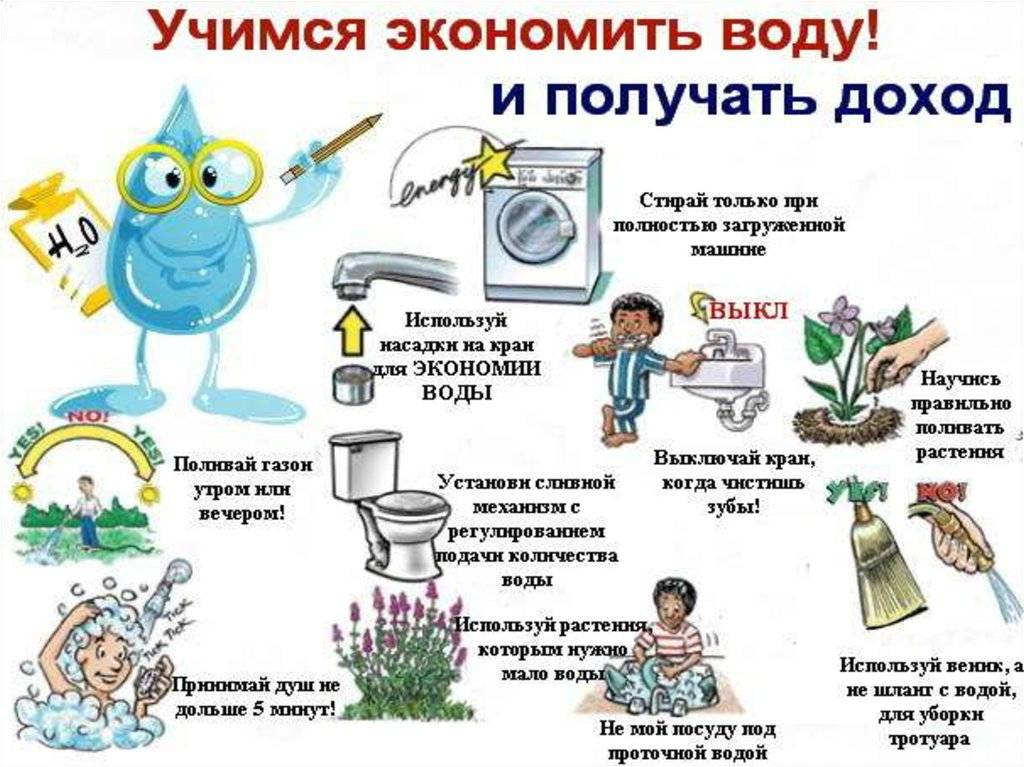 Учимся экономить воду!
и получать доход
H2O
energy
Стирай только при
полностью загруженной
машине
Используй
насадки на кран
для ЭКОНОМИИ
ВОДЫ
ВЫКЛ
Выключай кран,
когда чистишь
зубы!
Научись
правильно
поливать
растения
YES!
NO!
YES!
Поливай газон
утром или
вечером!
Установи сливной
механизм с
регулированием
подачи количества
воды
YES!
NO!
Используй веник, а
не шланг с водой,
для уборки
тротуара
TICK
TICK
TICK
Принимай душ не
дольше 5 минут!
Используй растения,
которым нужно
мало воды
Не мой посуду под
проточной водой